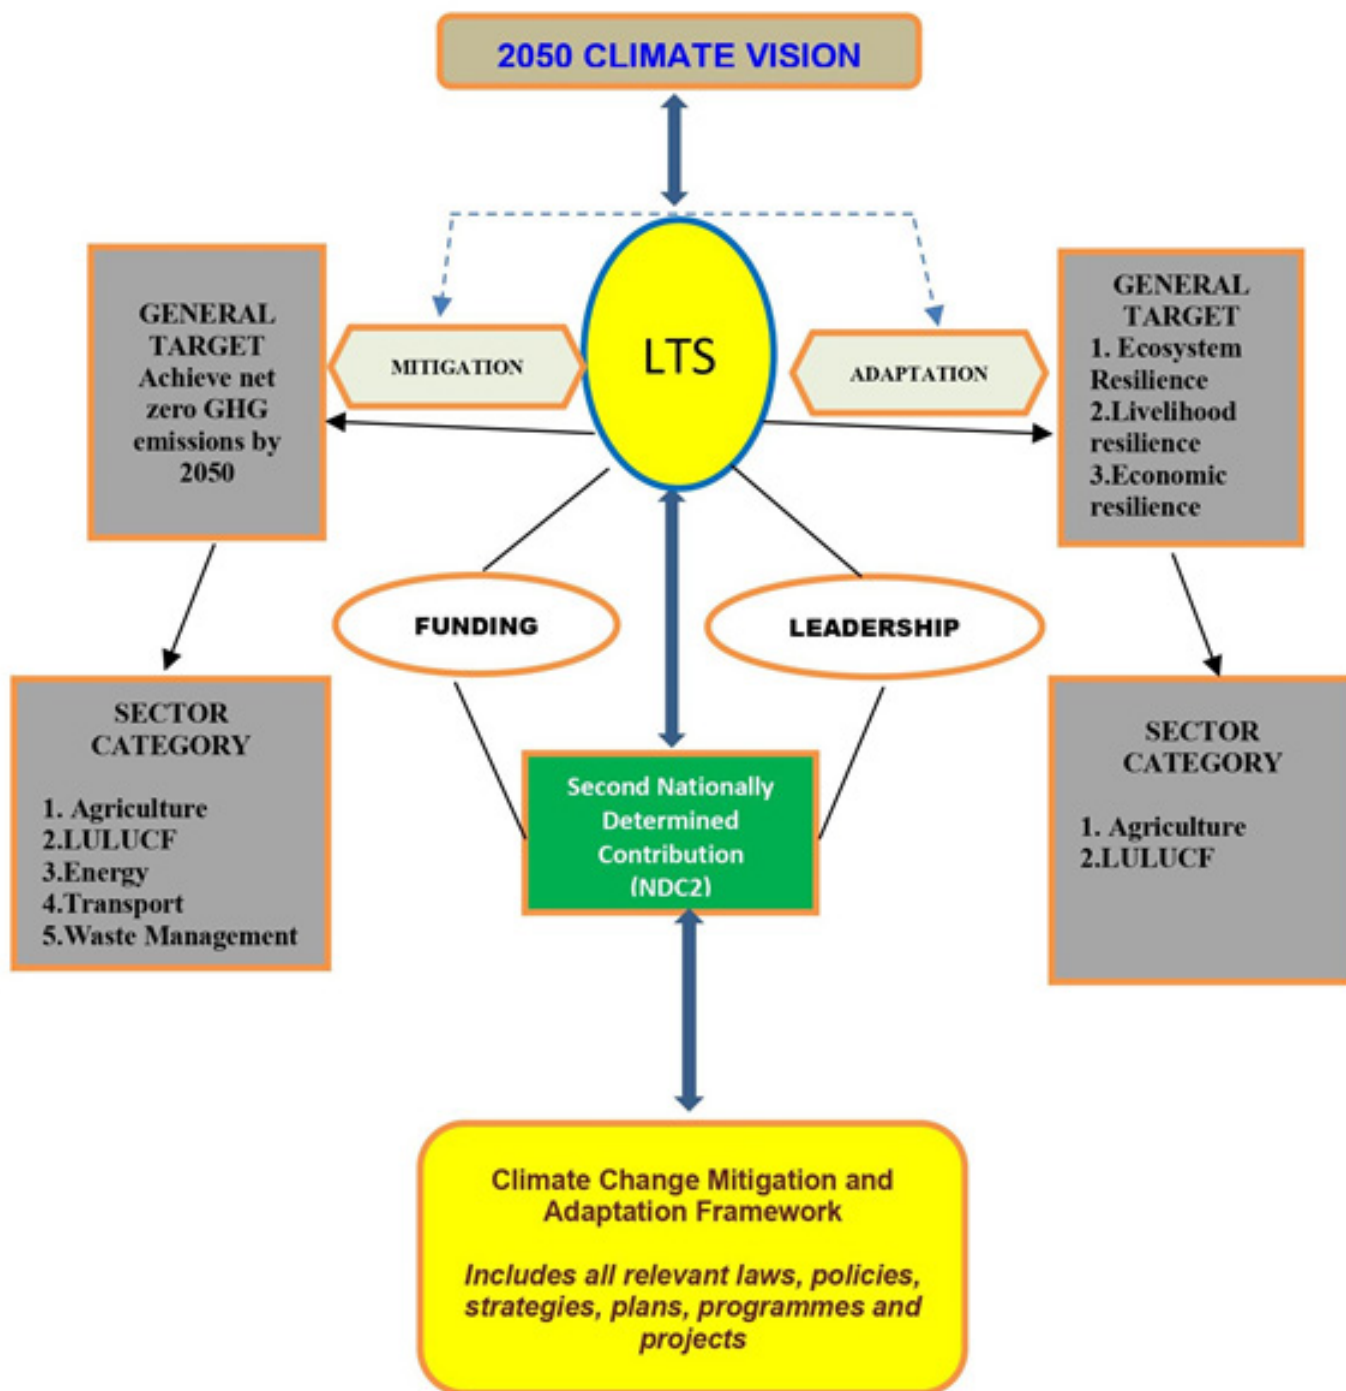 2050 CLIMATE VISION
GENERAL
TARGET
Achieve net
zero GHG
emissions by
2050
MITIGATION
LTS
ADAPTATION
GENERAL
TARGET
1. Ecosystem
Resilience
2.Livelihood
resilience
3.Economic
resilience
FUNDING
LEADERSHIP
SECTOR
CATEGORY
1. Agriculture
2.LULUCF
3.Energy
4.Transport
5.Waste Management
Second Nationally
Determined
Contribution
(NDC2)
SECTOR
CATEGORY
1. Agriculture
2.LULUCF
Climate Change Mitigation and
Adaptation Framework
Includes all relevant laws, policies,
strategies, plans, programmes and
projects